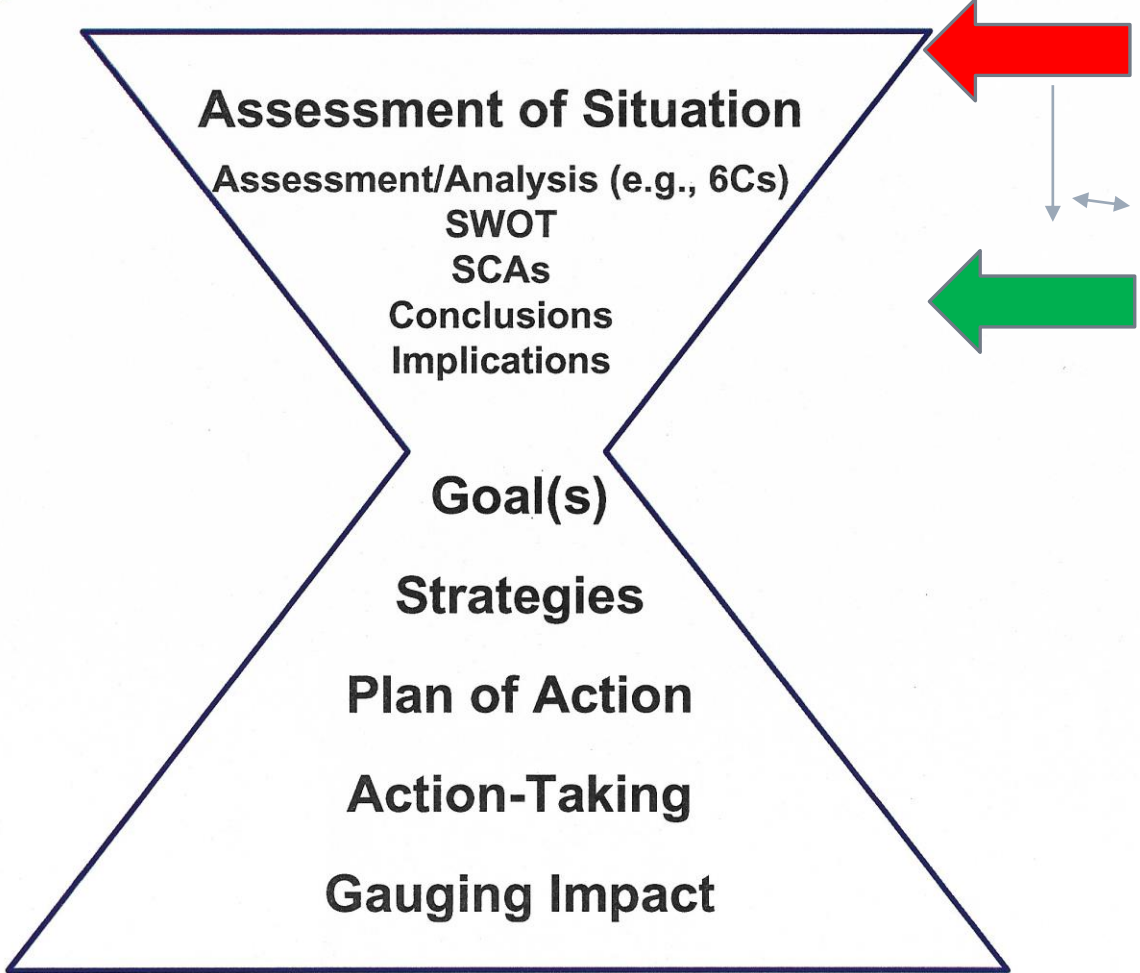 Assessment of Situation
Assessment/Analysis (e.g., 6Cs)
SWOT
SCAs
Conclusions
Implications
Goal(s)
Strategies
Plan of Action
Action-Taking
Gauging Impact